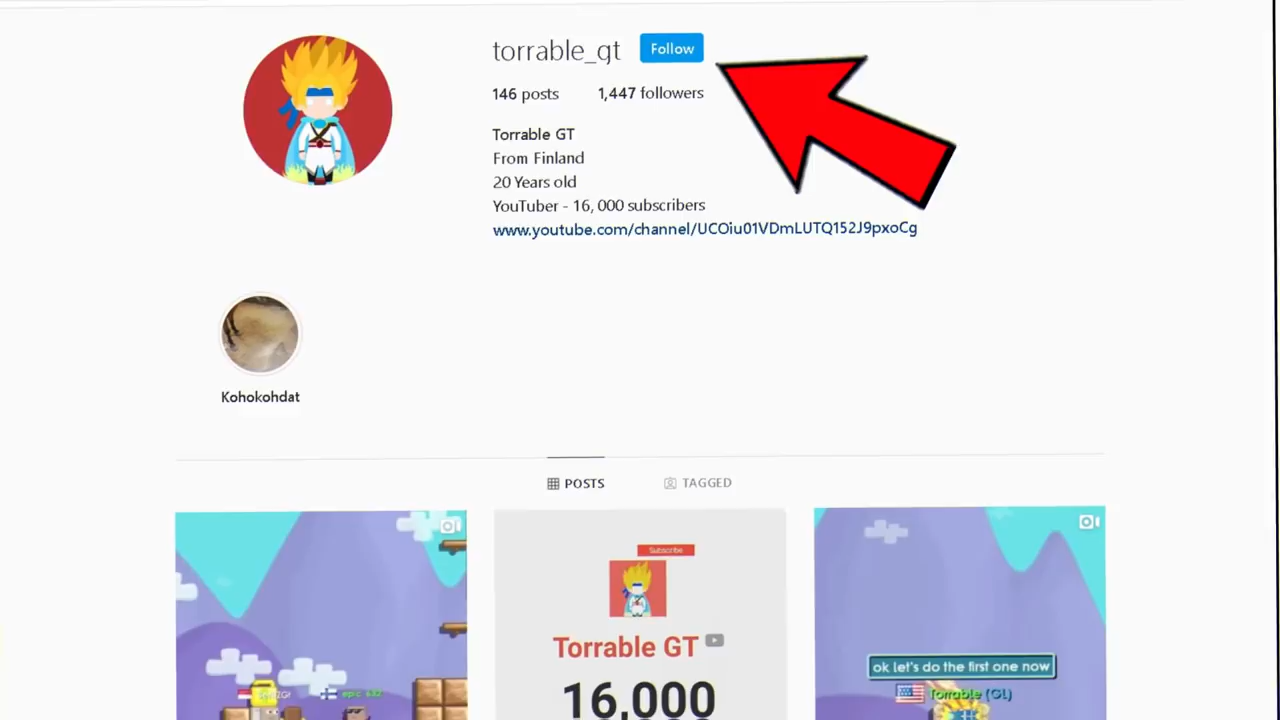 torrable_gt Follow
146 posts 1,447 followers
Torrable GT
From Finland
20 Years old
YouTuber - 16, 000 subscribers
www.youtube.com/channel/UCOiu01VDmLUTQ152J9pxoCg
Kohokohdat
POSTS TAGGED
Subscribe
Torrable GT
16,000
ok let's do the first one now
Torrable (GL)